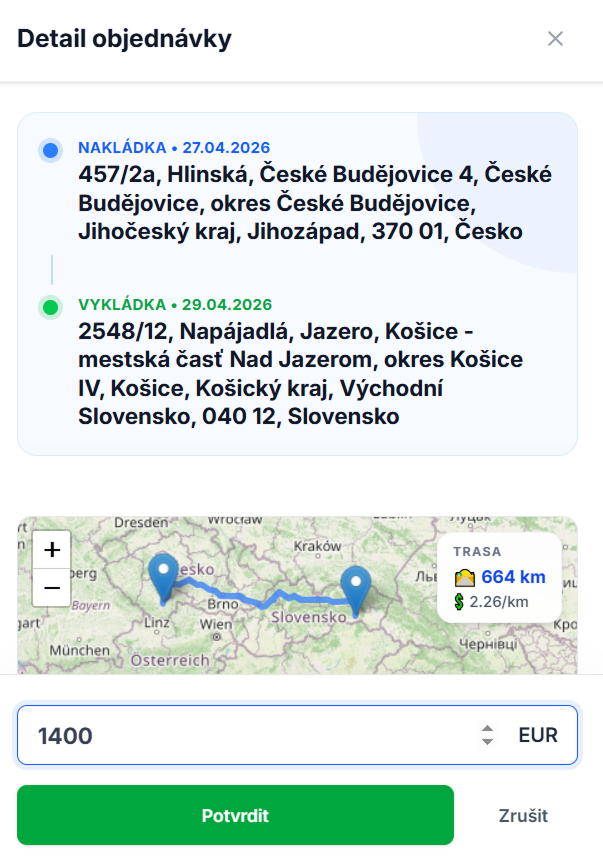 Detail objednávky
NAKLÁDKA • 27.04.2026
457/2a, Hlinská, České Budějovice 4, České
Budějovice, okres České Budějovice,
Jihočeský kraj, Jihozápad, 370 01, Česko
VYKLÁDKA • 29.04.2026
2548/12, Napájadlá, Jazero, Košice -
mestská časť Nad Jazerom, okres Košice
IV, Košice, Košický kraj, Východní
Slovensko, 040 12, Slovensko
+
−
Dresden
Wrocław
Kraków
esko
Bayern
Brno
Linz
Wien
Slovensko
München
Österreich
Чернівці
TRASA
664 km
2.26/km
1400
EUR
Potvrdit
Zrušit